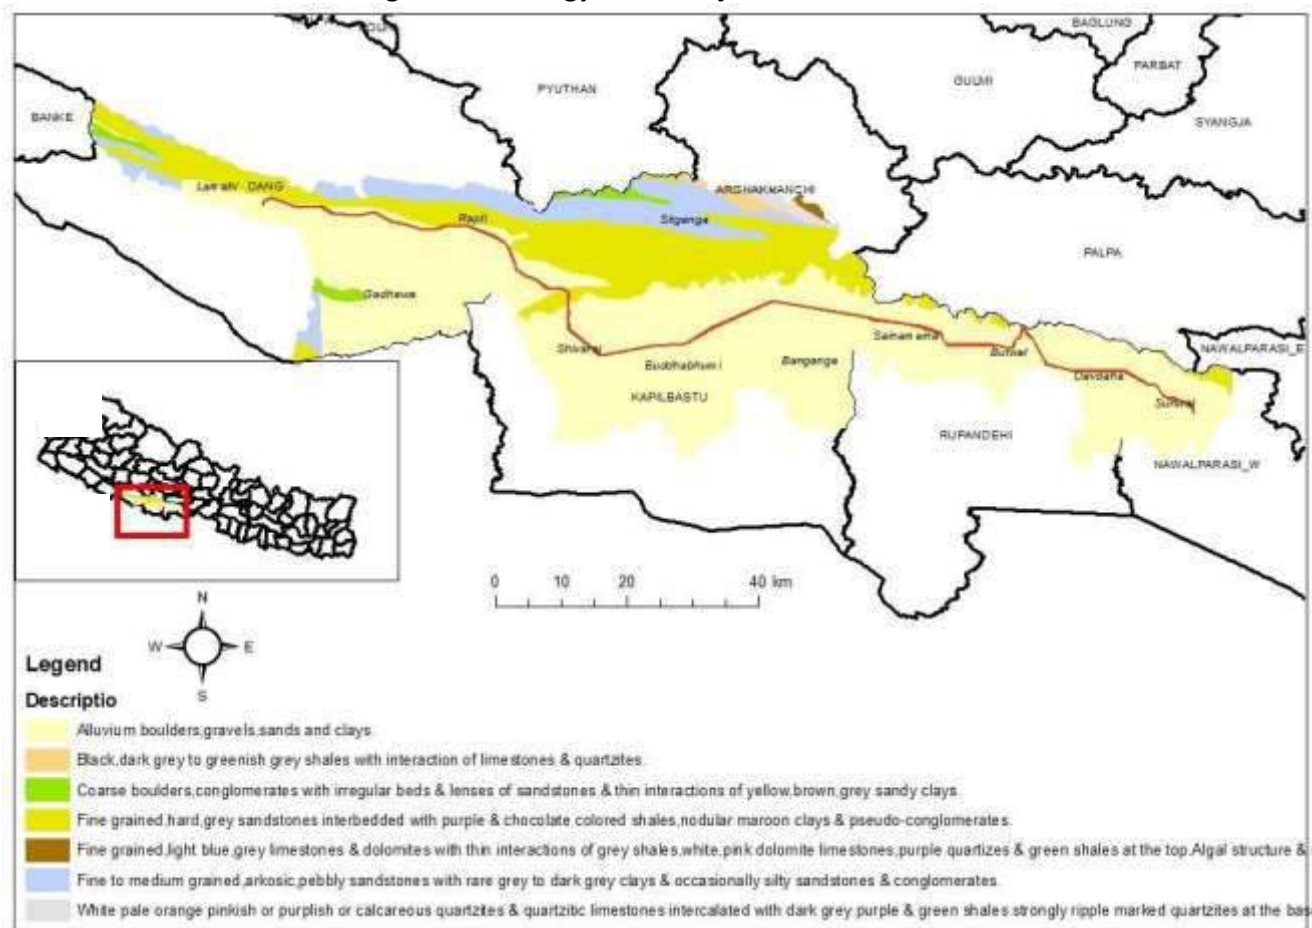 BAGLUNG
PARBAT
GULMI
PYUTHAN
SYANGJA
BANKE
DANG
ARGHAKHANCHI
Rapti
Sitganga
PALPA
Gadhawa
Shivaraj
Buddhabhumi
Banganga
Butwal
NAWALPARASI_E
Devdaha
Sunwal
KAPILBASTU
RUPANDEHI
NAWALPARASI_W
0 10 20 40 km
N
W E
S
Legend
Descriptio
Alluvium boulders,gravels,sands and clays.
Black,dark grey to greenish grey shales with interaction of limestones & quartzites.
Coarse boulders,conglomerates with irregular beds & lenses of sandstones & thin interactions of yellow,brown,grey sandy clays.
Fine grained,hard,grey sandstones interbedded with purple & chocolate colored shales,nodular maroon clays & pseudo-conglomerates.
Fine grained,light blue,grey limestones & dolomites with thin interactions of grey shales,white,pink dolomite limestones,purple quartizes & green shales at the top.Algal structure &
Fine to medium grained,arkosic,pebbly sandstones with rare grey to dark grey clays & occasionally silty sandstones & conglomerates.
White pale orange pinkish or purplish or calcareous quartzites & quartzitic limestones intercalated with dark grey purple & green shales strongly ripple marked quartzites at the bas